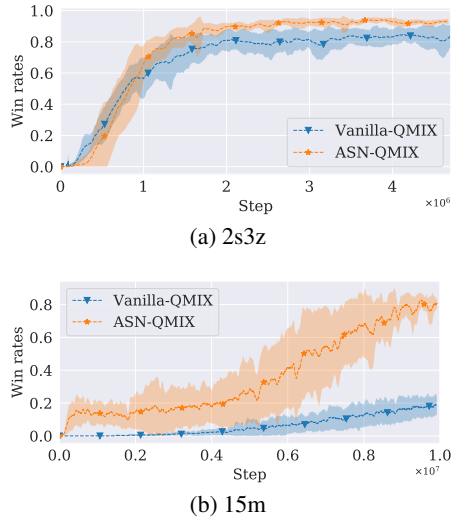 1.0
0.8
0.6
0.4
0.2
0.0
Win rates
Vanilla-QMIX
ASN-QMIX
0 1 2 3 4
Step
×10⁶
(a) 2s3z
0.8
0.6
0.4
0.2
0.0
Win rates
Vanilla-QMIX
ASN-QMIX
0.0 0.2 0.4 0.6 0.8 1.0
Step
×10⁷
(b) 15m